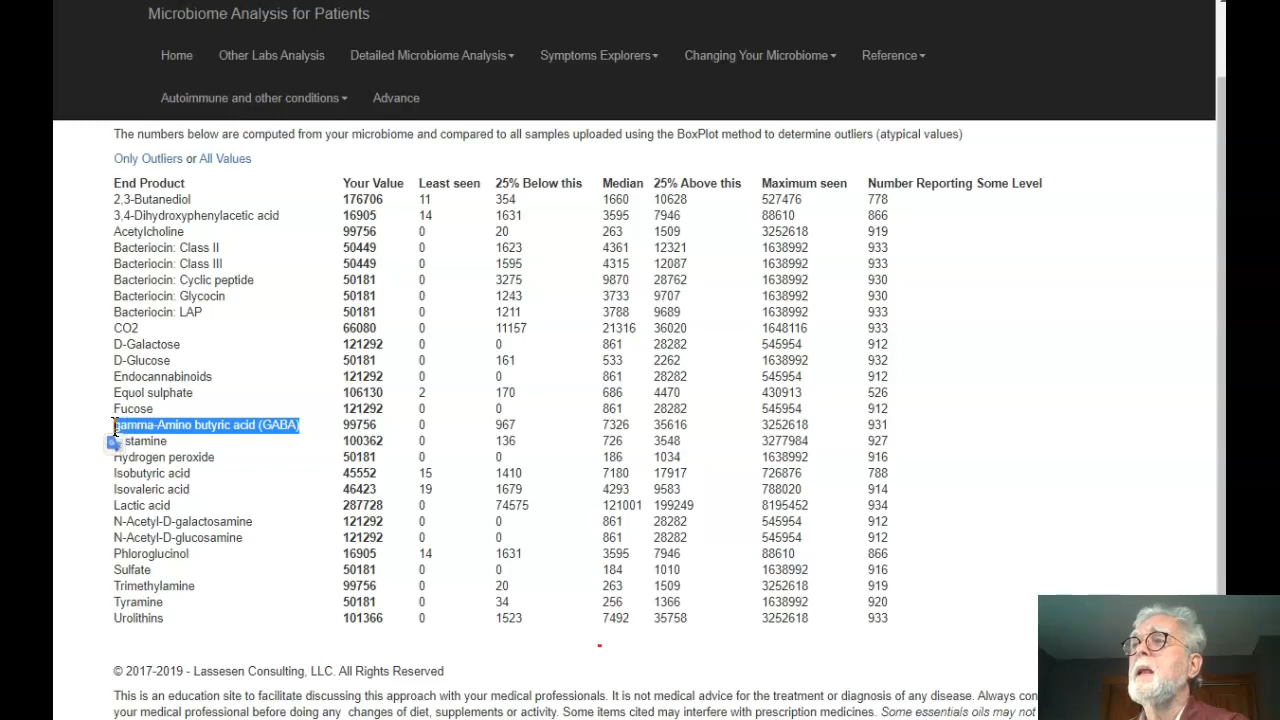 Microbiome Analysis for Patients
Home Other Labs Analysis Detailed Microbiome Analysis Symptoms Explorers Changing Your Microbiome Reference
Autoimmune and other conditions Advance
The numbers below are computed from your microbiome and compared to all samples uploaded using the BoxPlot method to determine outliers (atypical values)
Only Outliers or All Values
End Product Your Value Least seen 25% Below this Median 25% Above this Maximum seen Number Reporting Some Level
2,3-Butanediol 176706 11 354 1660 10628 527476 778
3,4-Dihydroxyphenylacetic acid 16905 14 1631 3595 7946 88610 866
Acetylcholine 99756 0 20 263 1509 3252618 919
Bacteriocin: Class II 50449 0 1623 4361 12321 1638992 933
Bacteriocin: Class III 50449 0 1595 4315 12087 1638992 933
Bacteriocin: Cyclic peptide 50181 0 3275 9870 28762 1638992 930
Bacteriocin: Glycocin 50181 0 1243 3733 9707 1638992 930
Bacteriocin: LAP 50181 0 1211 3788 9689 1638992 933
CO2 66080 0 11157 21316 36020 1648116 933
D-Galactose 121292 0 0 861 28282 545954 912
D-Glucose 50181 0 161 533 2262 1638992 932
Endocannabinoids 121292 0 0 861 28282 545954 912
Equol sulphate 106130 2 170 686 4470 430913 526
Fucose 121292 0 0 861 28282 545954 912
gamma-Amino butyric acid (GABA) 99756 0 967 7326 35616 3252618 931
stamine 100362 0 136 726 3548 3277984 927
Hydrogen peroxide 50181 0 0 186 1034 1638992 916
Isobutyric acid 45552 15 1410 7180 17917 726876 788
Isovaleric acid 46423 19 1679 4293 9583 788020 914
Lactic acid 287728 0 74575 121001 199249 8195452 934
N-Acetyl-D-galactosamine 121292 0 0 861 28282 545954 912
N-Acetyl-D-glucosamine 121292 0 0 861 28282 545954 912
Phloroglucinol 16905 14 1631 3595 7946 88610 866
Sulfate 50181 0 0 184 1010 1638992 916
Trimethylamine 99756 0 20 263 1509 3252618 919
Tyramine 50181 0 34 256 1366 1638992 920
Urolithins 101366 0 1523 7492 35758 3252618 933
© 2017-2019 - Lassesen Consulting, LLC. All Rights Reserved
This is an education site to facilitate discussing this approach with your medical professionals. It is not medical advice for the treatment or diagnosis of any disease. Always con
your medical professional before doing any changes of diet, supplements or activity. Some items cited may interfere with prescription medicines. Some essentials oils may not